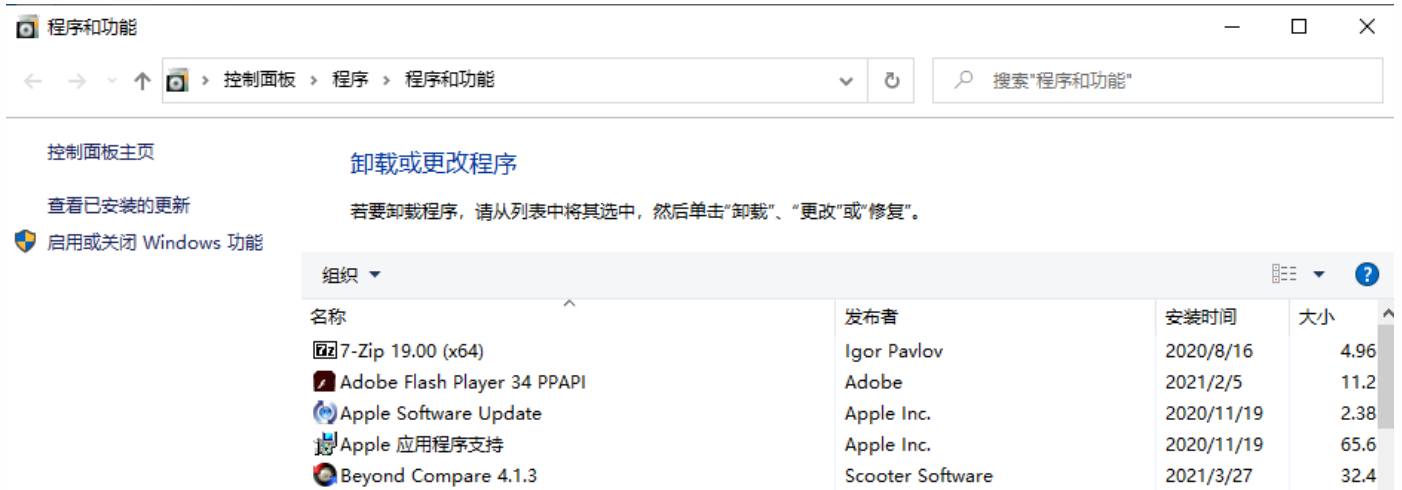 程序和功能
控制面板 › 程序 › 程序和功能
搜索"程序和功能"
控制面板主页
查看已安装的更新
启用或关闭 Windows 功能
卸载或更改程序
若要卸载程序，请从列表中将其选中，然后单击“卸载”、“更改”或“修复”。
组织
名称 发布者 安装时间 大小
7-Zip 19.00 (x64) Igor Pavlov 2020/8/16 4.96
Adobe Flash Player 34 PPAPI Adobe 2021/2/5 11.2
Apple Software Update Apple Inc. 2020/11/19 2.38
Apple 应用程序支持 Apple Inc. 2020/11/19 65.6
Beyond Compare 4.1.3 Scooter Software 2021/3/27 32.4